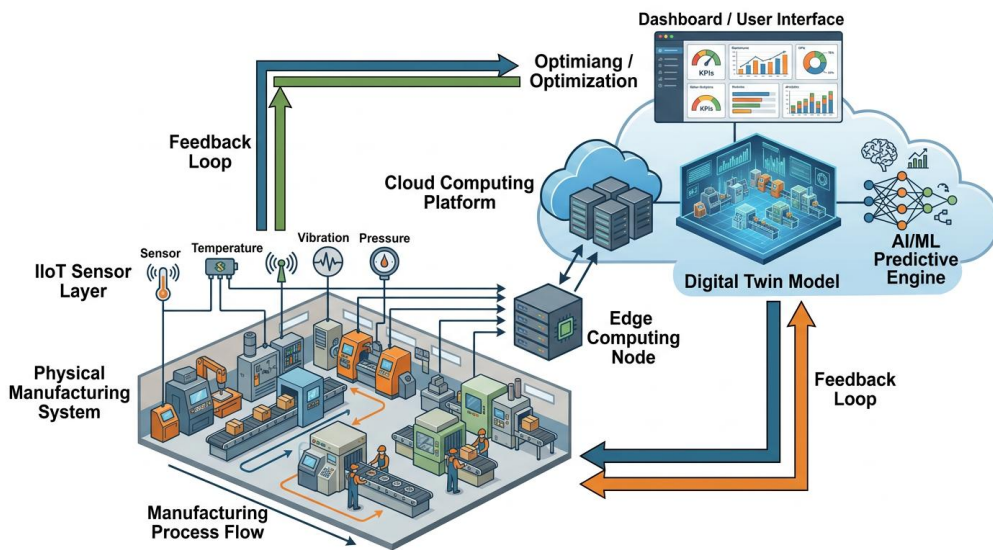 Dashboard / User Interface
KPIs
KPIs
Optimiang /
Optimization
Feedback
Loop
Cloud Computing
Platform
AI/ML
Predictive
Engine
Digital Twin Model
Sensor
Temperature
Vibration
Pressure
IIoT Sensor
Layer
Edge
Computing
Node
Physical
Manufacturing
System
Feedback
Loop
Manufacturing
Process Flow